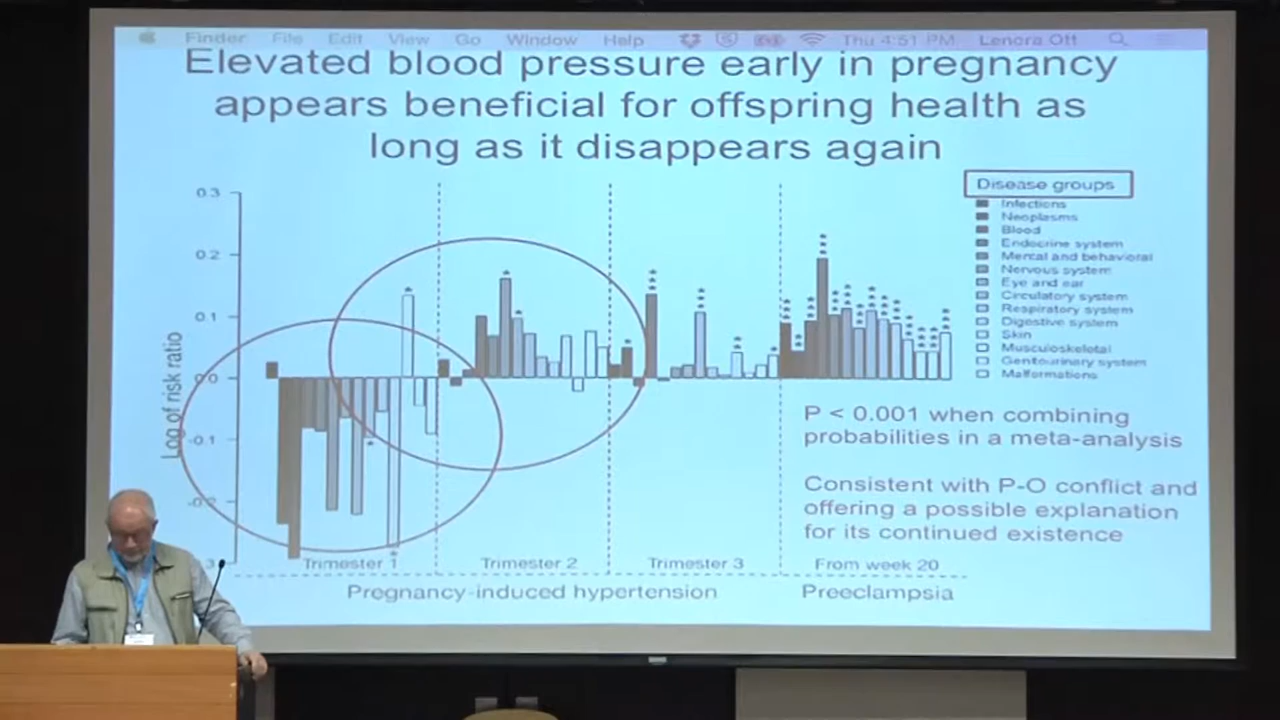 Finder File Edit View Go Window Help Thu 4:51 PM Lenora Ott
Elevated blood pressure early in pregnancy
appears beneficial for offspring health as
long as it disappears again
Disease groups
Infections
Neoplasms
Blood
Endocrine system
Mental and behavioral
Nervous system
Eye and ear
Circulatory system
Respiratory system
Digestive system
Skin
Musculoskeletal
Genitourinary system
Malformations
0.3
0.2
0.1
0.0
-0.1
Log of risk ratio
P < 0.001 when combining
probabilities in a meta-analysis
Consistent with P-O conflict and
offering a possible explanation
for its continued existence
Trimester 1 Trimester 2 Trimester 3 From week 20
Pregnancy-induced hypertension Preeclampsia